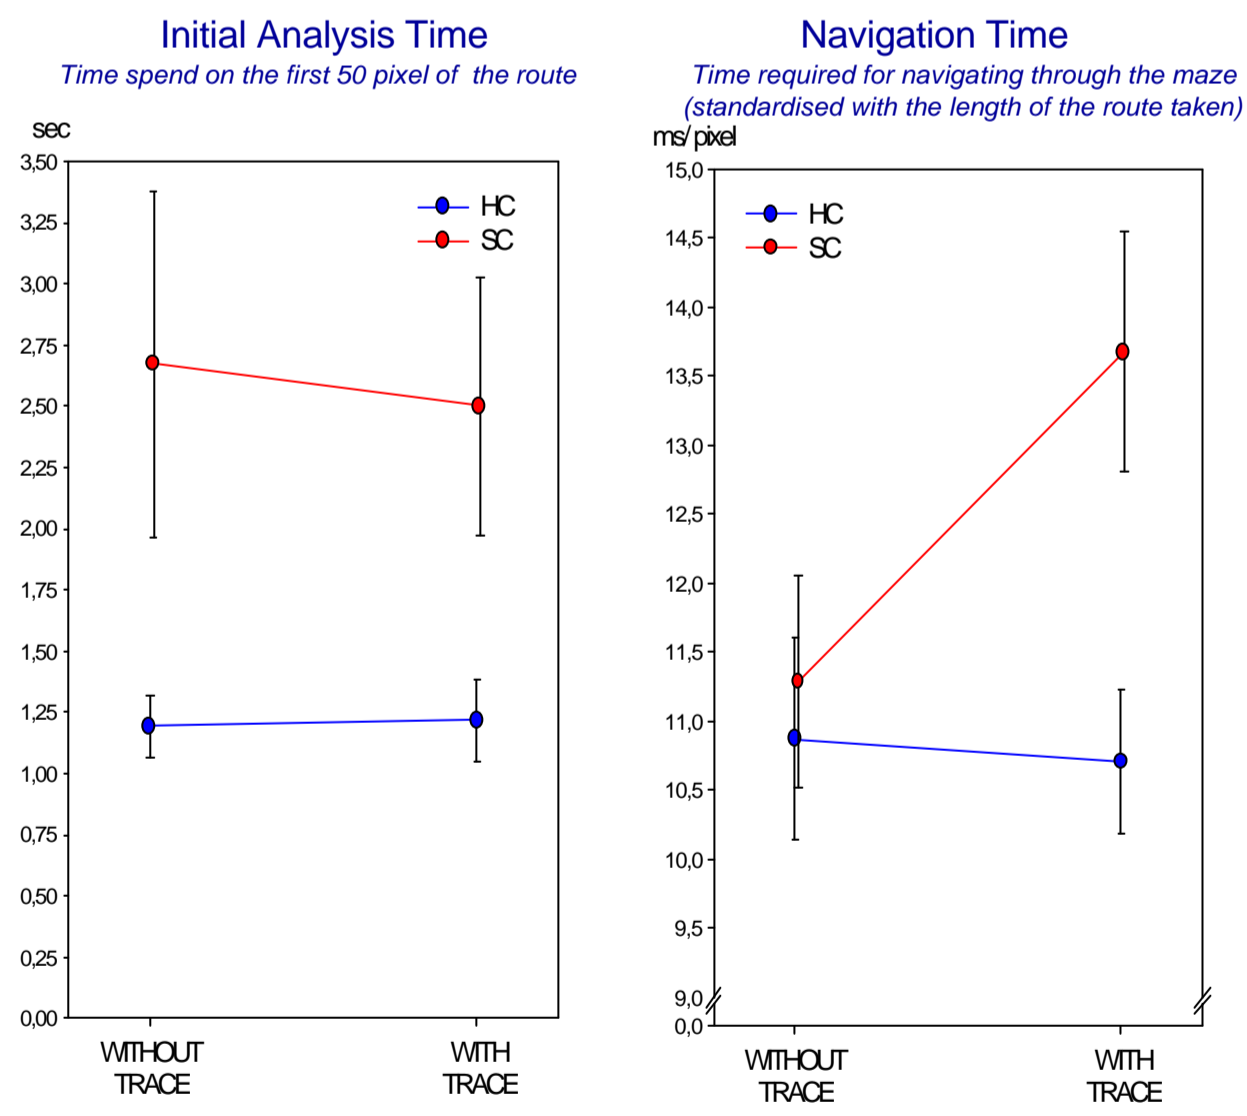 Initial Analysis Time
Time spend on the first 50 pixel of the route
sec
3,50
3,25
3,00
2,75
2,50
2,25
2,00
1,75
1,50
1,25
1,00
0,75
0,50
0,25
0,00
HC
SC
WITHOUT TRACE
WITH TRACE
Navigation Time
Time required for navigating through the maze
(standardised with the length of the route taken)
ms/pixel
15,0
14,5
14,0
13,5
13,0
12,5
12,0
11,5
11,0
10,5
10,0
9,5
9,0
0,0
HC
SC
WITHOUT TRACE
WITH TRACE